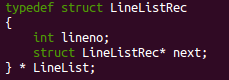 typedef struct LineListRec
{
    int lineno;
    struct LineListRec* next;
} * LineList;